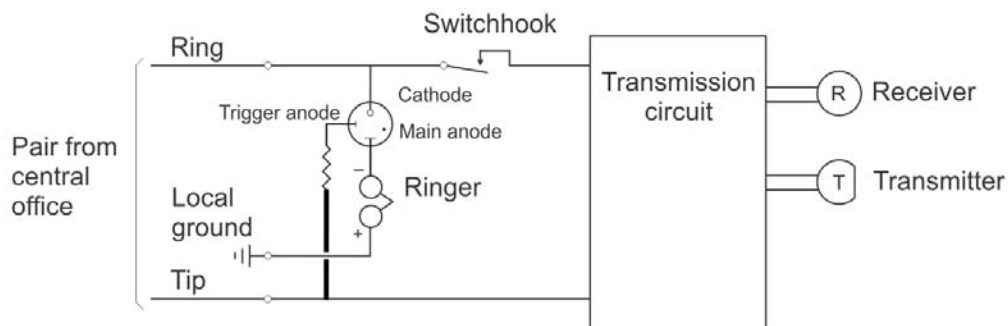 Switchhook
Ring
Transmission
circuit
Cathode
Trigger anode
Main anode
R
Receiver
Pair from
central
office
−
Ringer
T
Transmitter
Local
ground
+
Tip